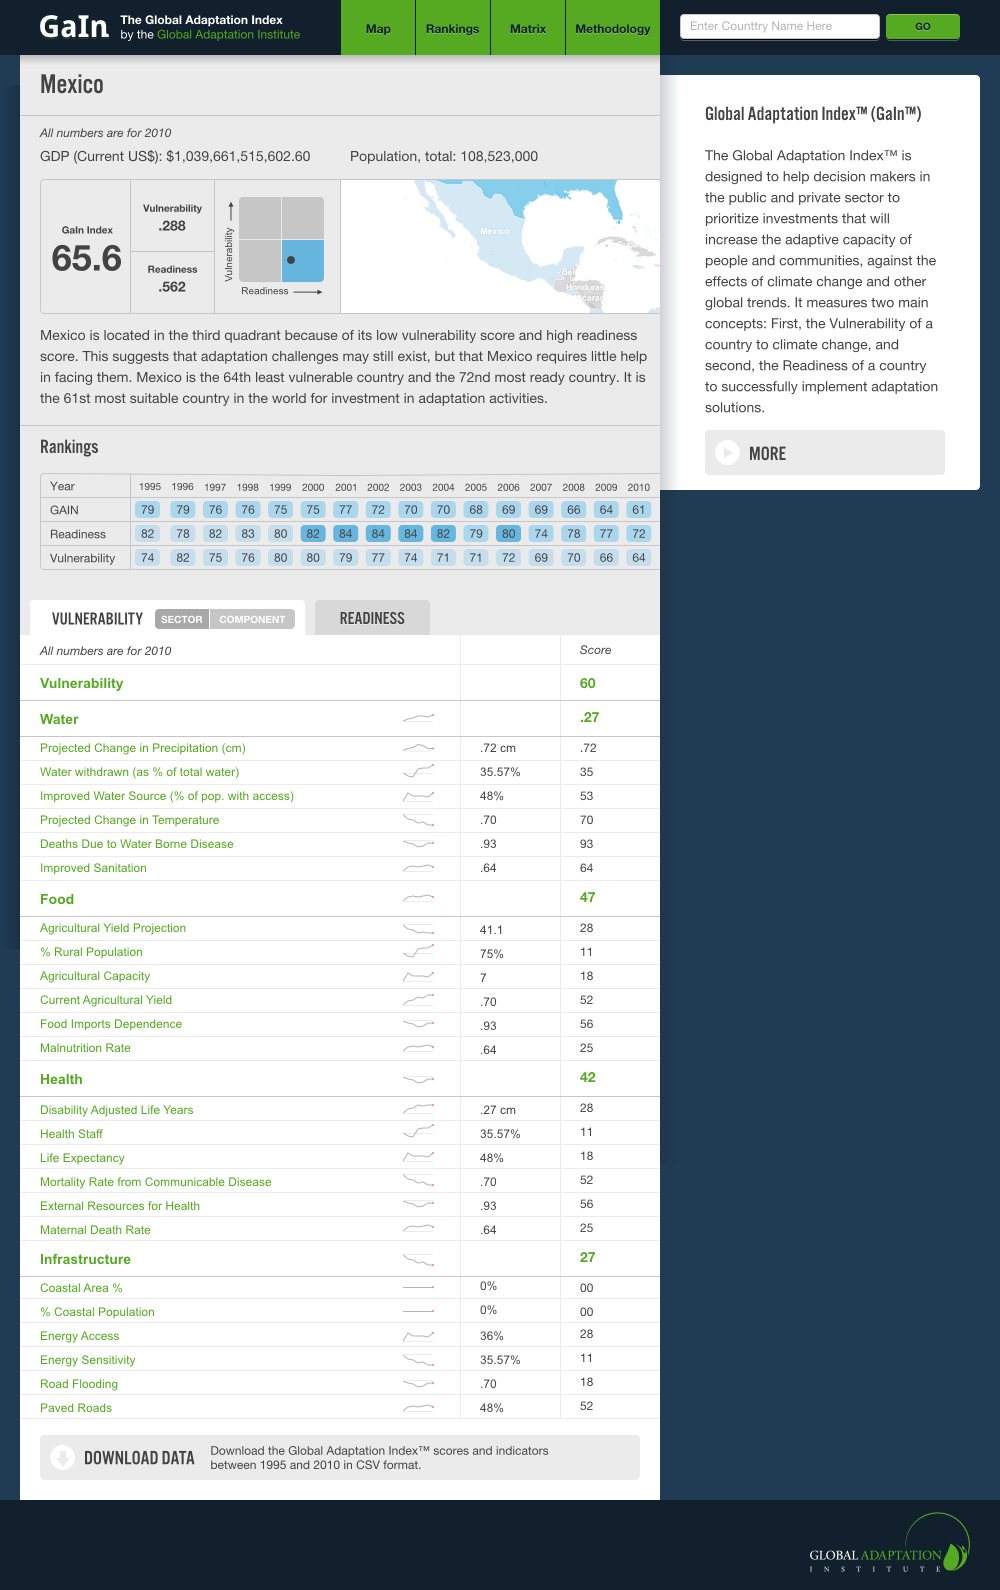 GaIn The Global Adaptation Index
by the Global Adaptation Institute
Map Rankings Matrix Methodology
Enter Counttry Name Here GO
Mexico
All numbers are for 2010
GDP (Current US$): $1,039,661,515,602.60 Population, total: 108,523,000
GaIn Index
65.6
Vulnerability
.288
Readiness
.562
Vulnerability
Readiness
Mexico
Honduras
Mexico is located in the third quadrant because of its low vulnerability score and high readiness
score. This suggests that adaptation challenges may still exist, but that Mexico requires little help
in facing them. Mexico is the 64th least vulnerable country and the 72nd most ready country. It is
the 61st most suitable country in the world for investment in adaptation activities.
Rankings
Year 1995 1996 1997 1998 1999 2000 2001 2002 2003 2004 2005 2006 2007 2008 2009 2010
GAIN 79 79 76 76 75 75 77 72 70 70 68 69 69 66 64 61
Readiness 82 78 82 83 80 82 84 84 84 82 79 80 74 78 77 72
Vulnerability 74 82 75 76 80 80 79 77 74 71 71 72 69 70 66 64
VULNERABILITY SECTOR COMPONENT READINESS
All numbers are for 2010 Score
Vulnerability 60
Water .27
Projected Change in Precipitation (cm) .72 cm .72
Water withdrawn (as % of total water) 35.57% 35
Improved Water Source (% of pop. with access) 48% 53
Projected Change in Temperature .70 70
Deaths Due to Water Borne Disease .93 93
Improved Sanitation .64 64
Food 47
Agricultural Yield Projection 41.1 28
% Rural Population 75% 11
Agricultural Capacity 7 18
Current Agricultural Yield .70 52
Food Imports Dependence .93 56
Malnutrition Rate .64 25
Health 42
Disability Adjusted Life Years .27 cm 28
Health Staff 35.57% 11
Life Expectancy 48% 18
Mortality Rate from Communicable Disease .70 52
External Resources for Health .93 56
Maternal Death Rate .64 25
Infrastructure 27
Coastal Area % 0% 00
% Coastal Population 0% 00
Energy Access 36% 28
Energy Sensitivity 35.57% 11
Road Flooding .70 18
Paved Roads 48% 52
DOWNLOAD DATA
Download the Global Adaptation Index™ scores and indicators
between 1995 and 2010 in CSV format.
Global Adaptation Index™ (GaIn™)
The Global Adaptation Index™ is
designed to help decision makers in
the public and private sector to
prioritize investments that will
increase the adaptive capacity of
people and communities, against the
effects of climate change and other
global trends. It measures two main
concepts: First, the Vulnerability of a
country to climate change, and
second, the Readiness of a country
to successfully implement adaptation
solutions.
MORE
GLOBAL ADAPTATION
INSTITUTE